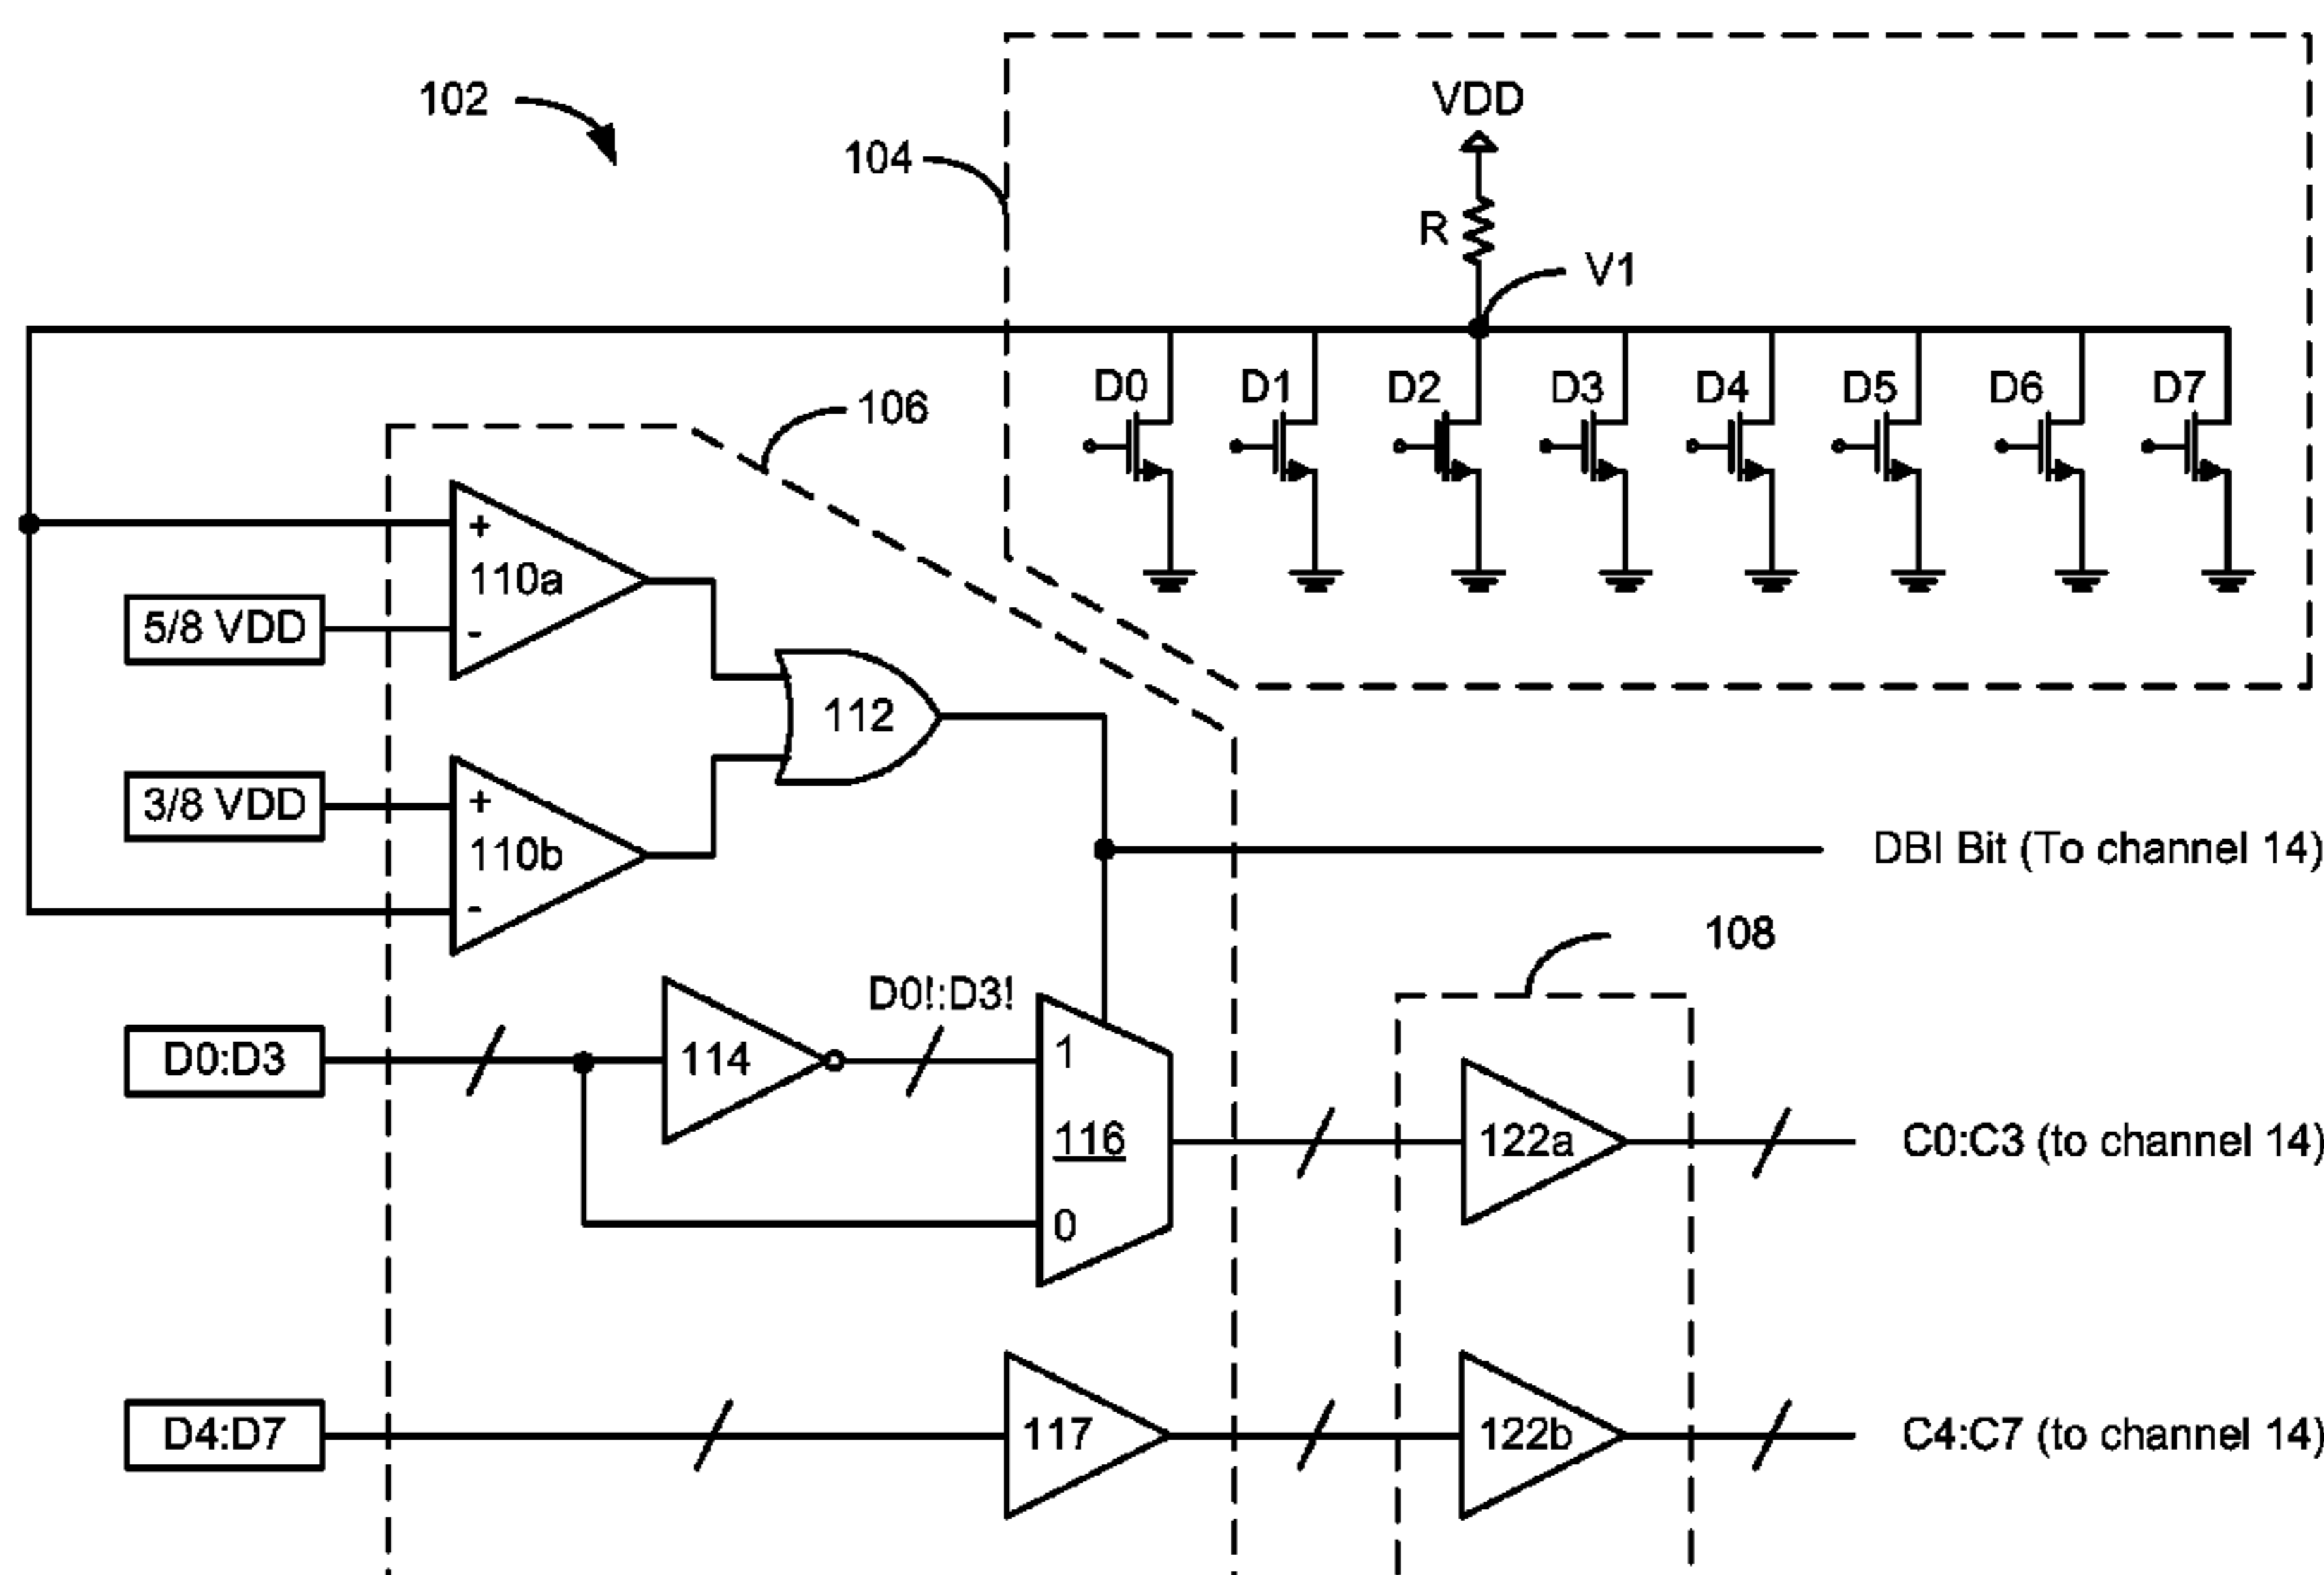 102
VDD
104
R
V1
D0 D1 D2 D3 D4 D5 D6 D7
106
+
110a
5/8 VDD
-
112
3/8 VDD
+
110b
-
DBI Bit (To channel 14)
108
D0!:D3!
D0:D3
114
1
116
0
122a
C0:C3 (to channel 14)
D4:D7
117
122b
C4:C7 (to channel 14)